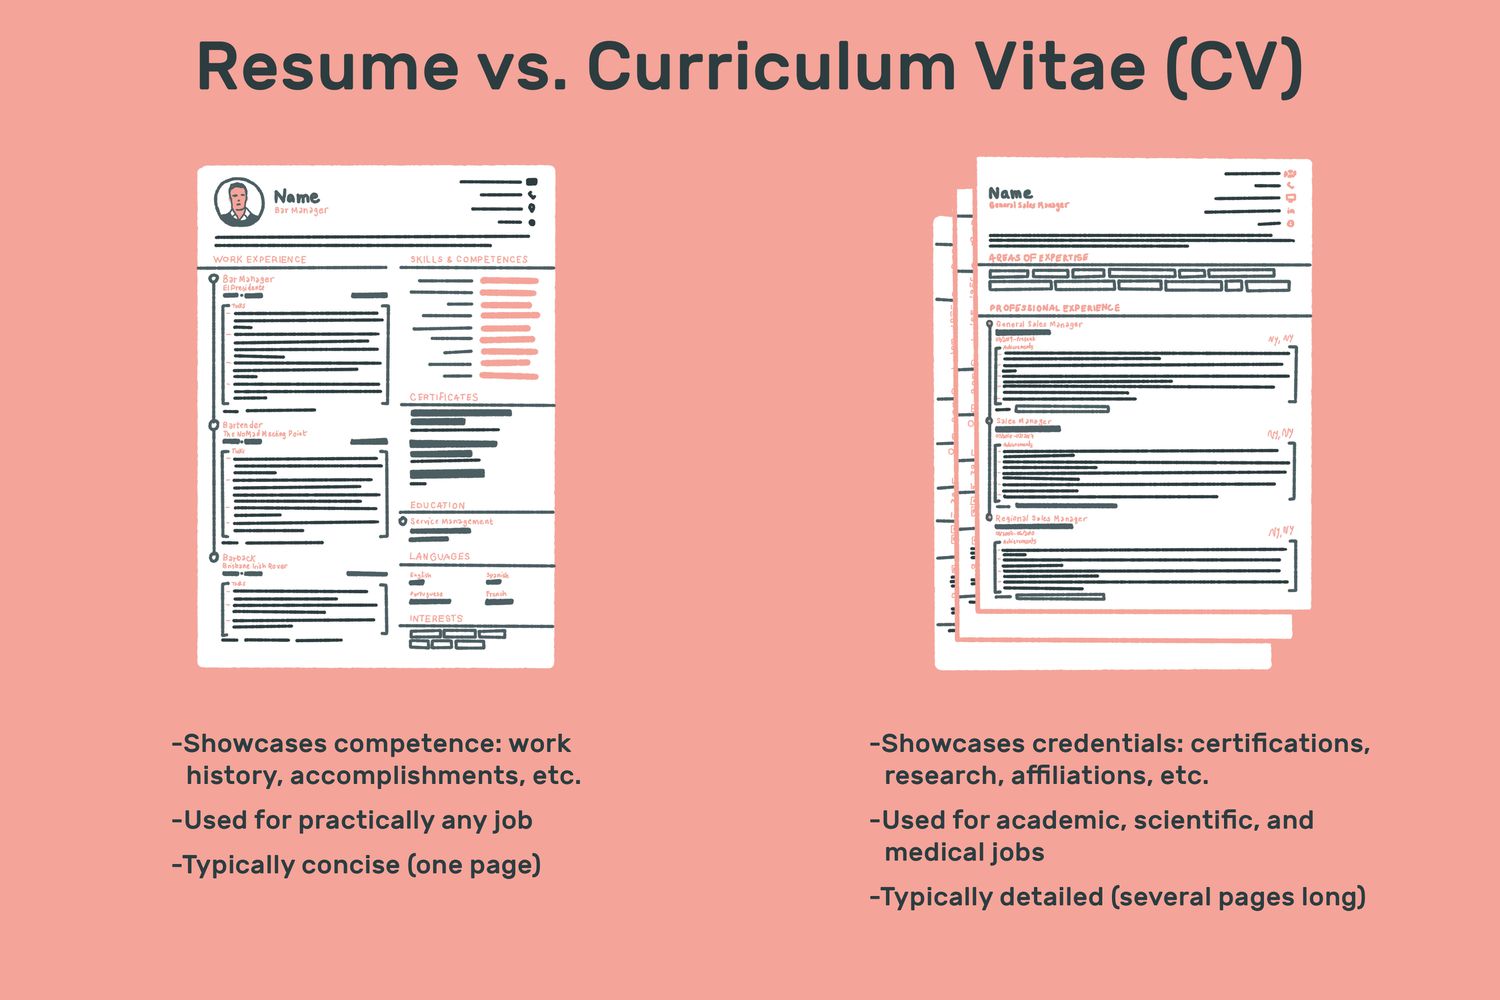 Resume vs. Curriculum Vitae (CV)
Name
Bar Manager
WORK EXPERIENCE
Bar Manager
El Presidente
Bartender
The NoMad Meeting Point
Barback
Brisbane Irish Rover
SKILLS & COMPETENCES
CERTIFICATES
EDUCATION
Service Management
LANGUAGES
English
Spanish
Portuguese
French
INTERESTS
Name
General Sales Manager
AREAS OF EXPERTISE
PROFESSIONAL EXPERIENCE
General Sales Manager
NY, NY
Sales Manager
NY, NY
Regional Sales Manager
NY, NY
-Showcases competence: work
history, accomplishments, etc.
-Used for practically any job
-Typically concise (one page)
-Showcases credentials: certifications,
research, affiliations, etc.
-Used for academic, scientific, and
medical jobs
-Typically detailed (several pages long)